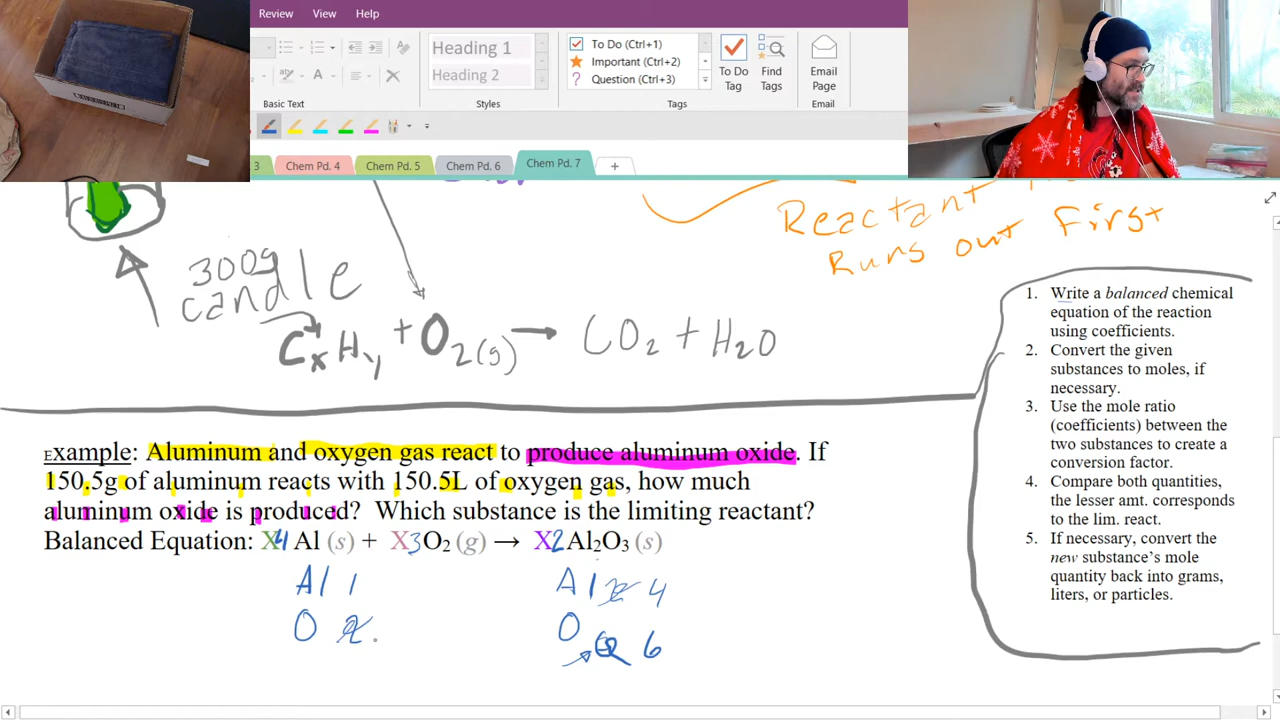 Review View Help
Heading 1
Heading 2
To Do (Ctrl+1)
Important (Ctrl+2)
Question (Ctrl+3)
To Do Tag
Find Tags
Email Page
Basic Text Styles Tags Email
3 Chem Pd. 4 Chem Pd. 5 Chem Pd. 6 Chem Pd. 7 +
Reactant
Runs out First
300g
candle
CxHy + O2(g) → CO2 + H2O
1. Write a balanced chemical
equation of the reaction
using coefficients.
2. Convert the given
substances to moles, if
necessary.
3. Use the mole ratio
(coefficients) between the
two substances to create a
conversion factor.
4. Compare both quantities,
the lesser amt. corresponds
to the lim. react.
5. If necessary, convert the
new substance's mole
quantity back into grams,
liters, or particles.
Example: Aluminum and oxygen gas react to produce aluminum oxide. If
150.5g of aluminum reacts with 150.5L of oxygen gas, how much
aluminum oxide is produced? Which substance is the limiting reactant?
Balanced Equation: X4 Al (s) + X3O2 (g) → X2Al2O3 (s)
Al 1 Al 2 4
O 2 O 6